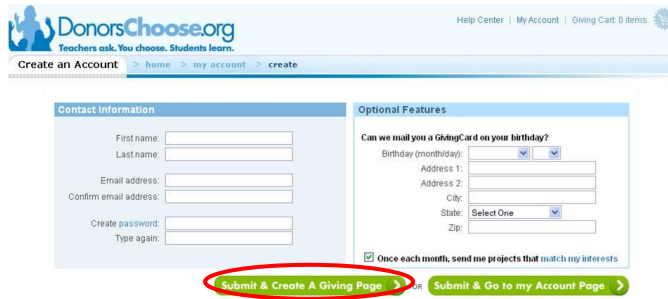 DonorsChoose.org
Teachers ask. You choose. Students learn.
Help Center | My Account | Giving Cart: 0 items
Create an Account > home > my account > create
Contact Information
First name:
Last name:
Email address:
Confirm email address:
Create password:
Type again:
Optional Features
Can we mail you a GivingCard on your birthday?
Birthday (month/day):
Address 1:
Address 2:
City:
State: Select One
Zip:
Once each month, send me projects that match my interests
Submit & Create A Giving Page OR Submit & Go to my Account Page